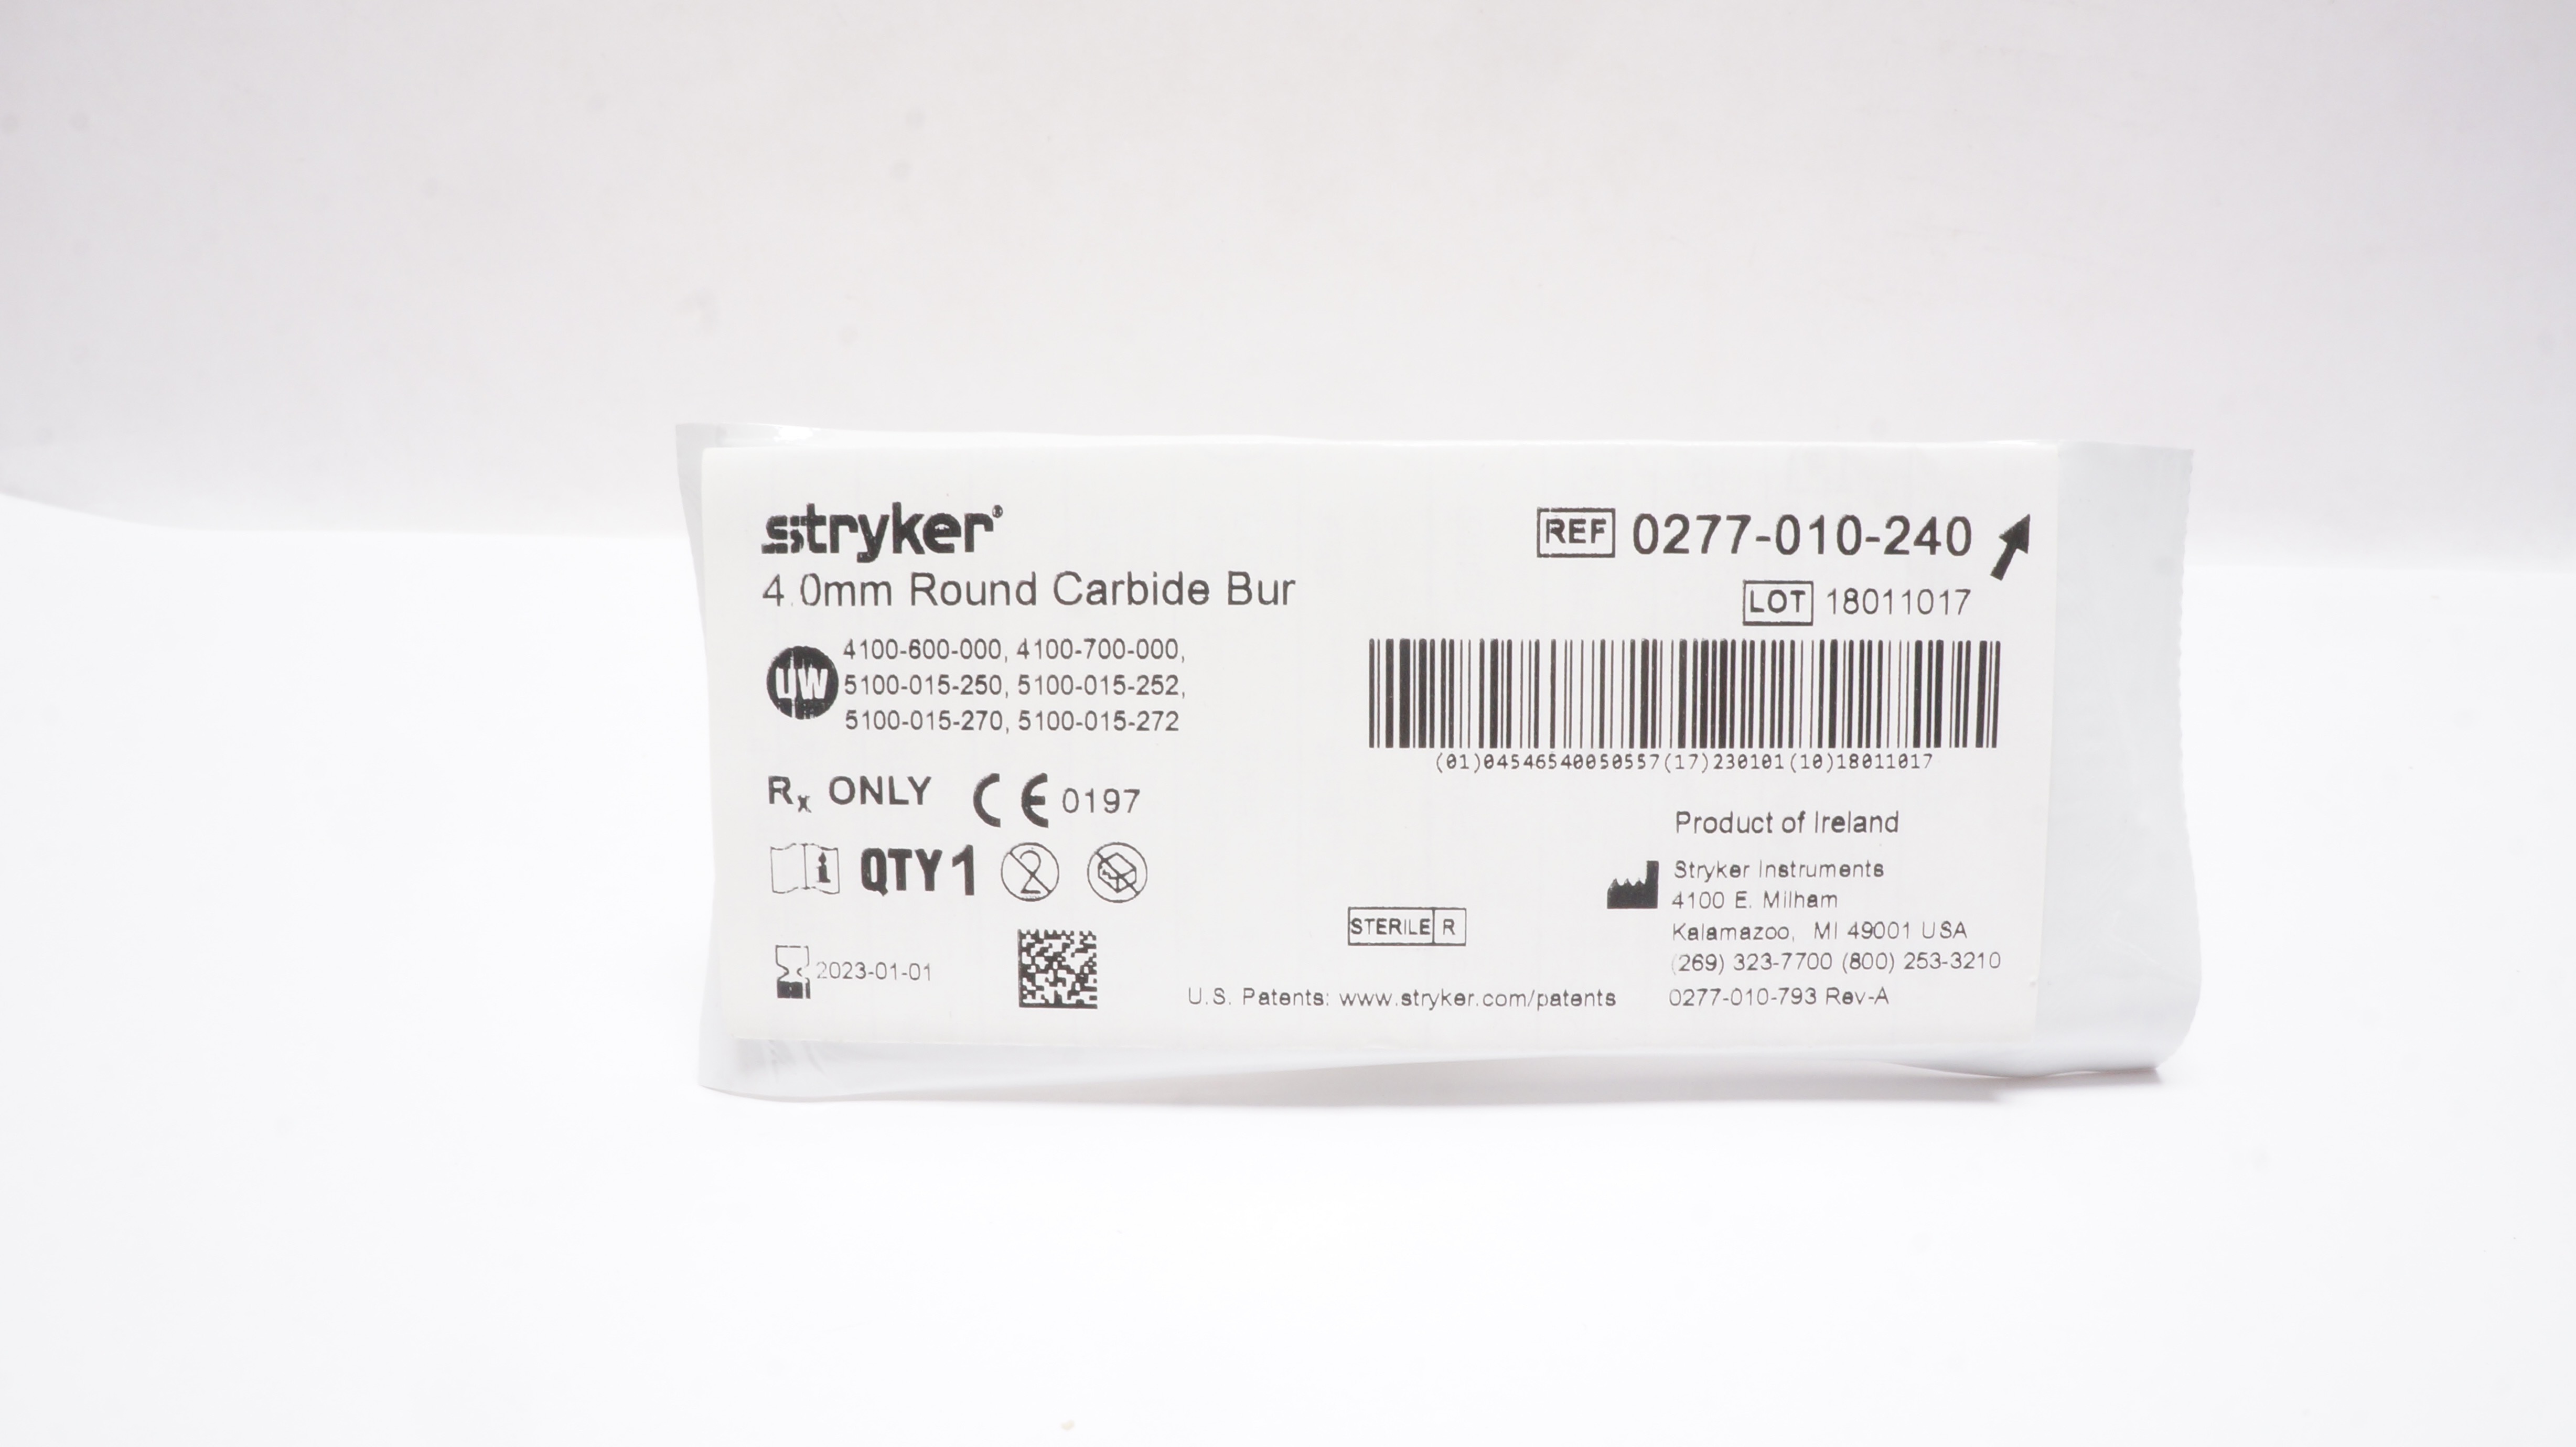 stryker®
4.0mm Round Carbide Bur
REF 0277-010-240
LOT 18011017
UW 4100-600-000, 4100-700-000,
5100-015-250, 5100-015-252,
5100-015-270, 5100-015-272
(01)04546540050557(17)230101(10)18011017
Rx ONLY CE 0197
QTY 1 2
2023-01-01
STERILE R
Product of Ireland
Stryker Instruments
4100 E. Milham
Kalamazoo, MI 49001 USA
(269) 323-7700 (800) 253-3210
U.S. Patents: www.stryker.com/patents
0277-010-793 Rev-A